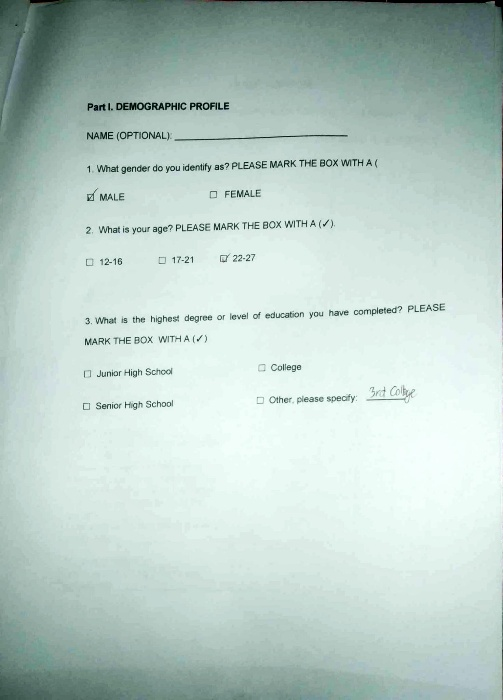 Part I. DEMOGRAPHIC PROFILE
NAME (OPTIONAL): ____________________
1. What gender do you identify as? PLEASE MARK THE BOX WITH A (
☑ MALE ☐ FEMALE
2. What is your age? PLEASE MARK THE BOX WITH A (✓).
☐ 12-16 ☐ 17-21 ☑ 22-27
3. What is the highest degree or level of education you have completed? PLEASE
MARK THE BOX WITH A (✓)
☐ Junior High School ☐ College
☐ Senior High School ☐ Other, please specify: 3rd College